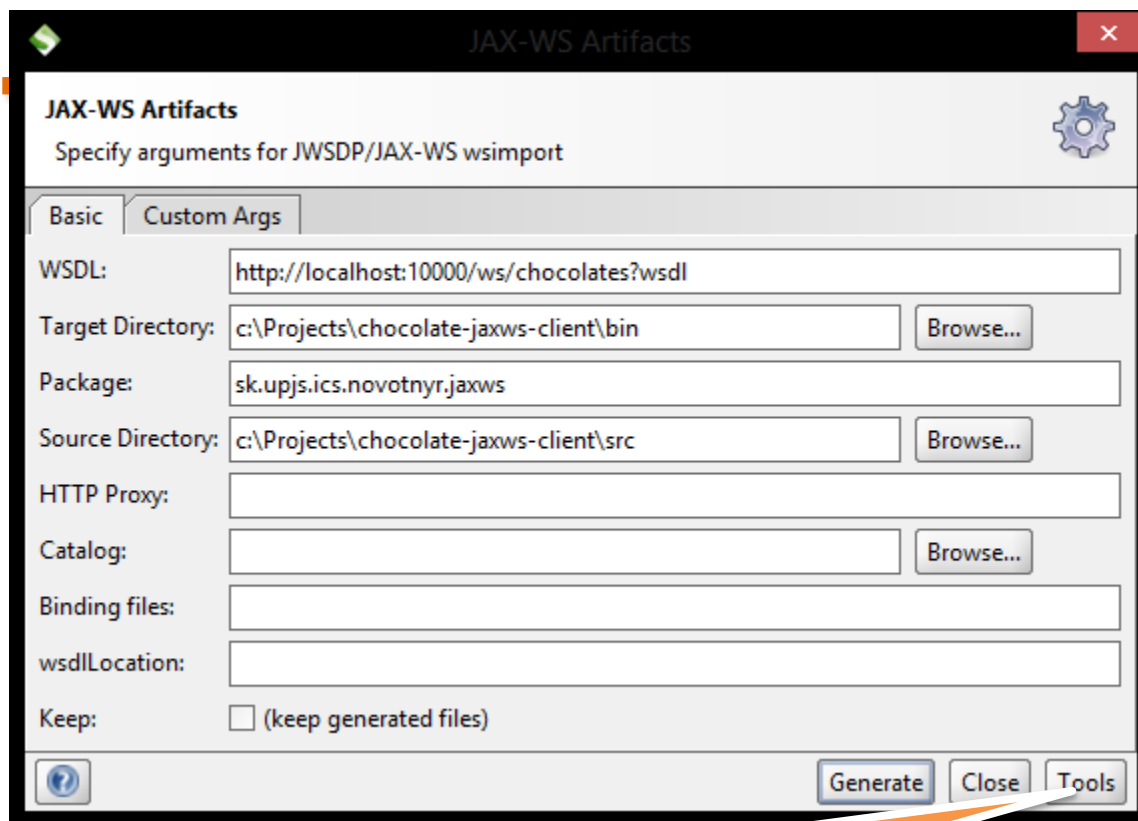 JAX-WS Artifacts
JAX-WS Artifacts
Specify arguments for JWSDP/JAX-WS wsimport
Basic Custom Args
WSDL: http://localhost:10000/ws/chocolates?wsdl
Target Directory: c:\Projects\chocolate-jaxws-client\bin Browse...
Package: sk.upjs.ics.novotnyr.jaxws
Source Directory: c:\Projects\chocolate-jaxws-client\src Browse...
HTTP Proxy:
Catalog: Browse...
Binding files:
wsdlLocation:
Keep: (keep generated files)
Generate Close Tools